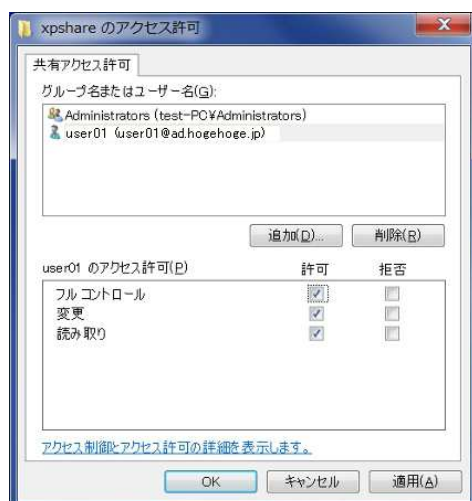 xpshare のアクセス許可
共有アクセス許可
グループ名またはユーザー名(G):
Administrators (test-PC¥Administrators)
user01 (user01@ad.hogehoge.jp)
追加(D)... 削除(R)
user01 のアクセス許可(P) 許可 拒否
フル コントロール
変更
読み取り
アクセス制御とアクセス許可の詳細を表示します。
OK キャンセル 適用(A)